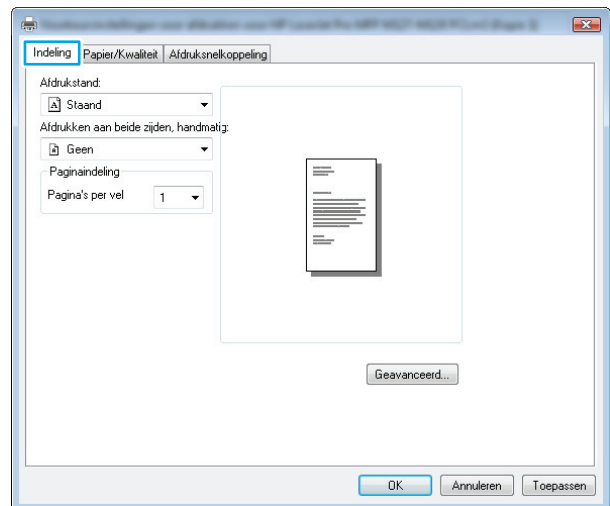 Indeling Papier/Kwaliteit Afdruksnelkoppeling
Afdrukstand:
Staand
Afdrukken aan beide zijden, handmatig:
Geen
Paginaindeling
Pagina's per vel 1
Geavanceerd...
OK Annuleren Toepassen